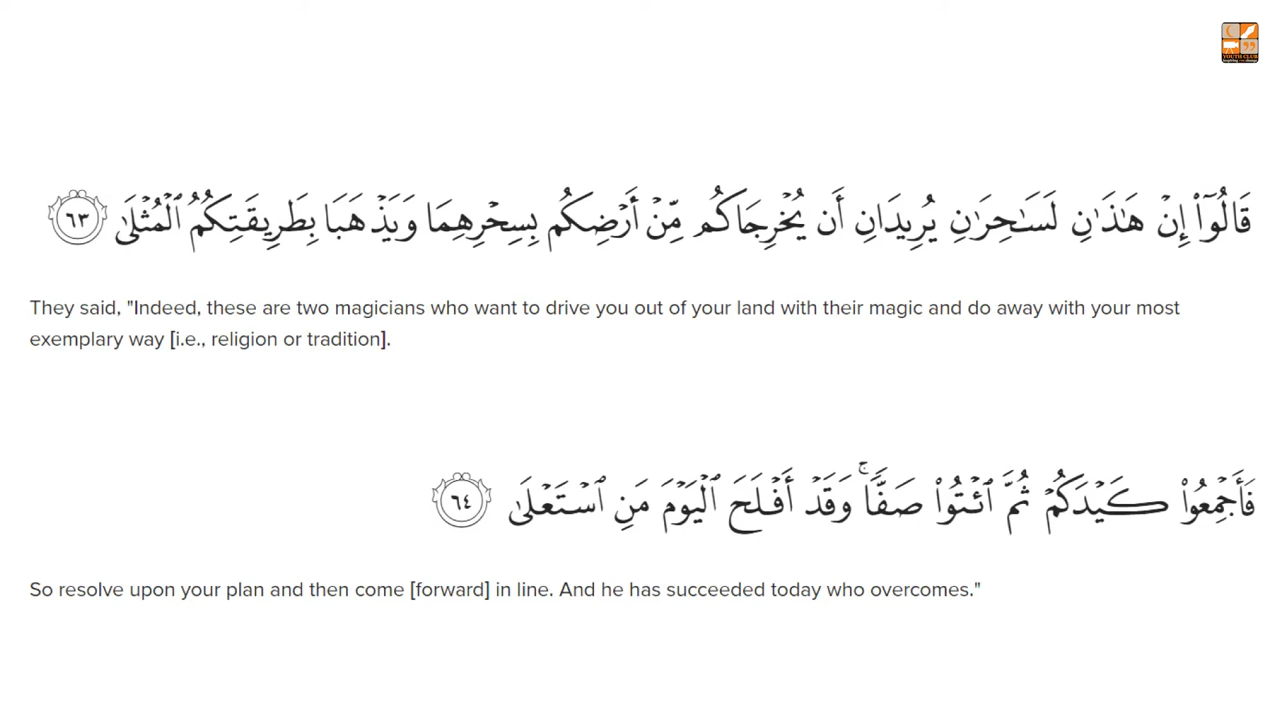 YOUTH CLUB
قَالُوٓا۟ إِنْ هَـٰذَٰنِ لَسَـٰحِرَٰنِ يُرِيدَانِ أَن يُخْرِجَاكُم مِّنْ أَرْضِكُم بِسِحْرِهِمَا وَيَذْهَبَا بِطَرِيقَتِكُمُ ٱلْمُثْلَىٰ ٦٣
They said, "Indeed, these are two magicians who want to drive you out of your land with their magic and do away with your most
exemplary way [i.e., religion or tradition].
فَأَجْمِعُوا۟ كَيْدَكُمْ ثُمَّ ٱئْتُوا۟ صَفًّا ۚ وَقَدْ أَفْلَحَ ٱلْيَوْمَ مَنِ ٱسْتَعْلَىٰ ٦٤
So resolve upon your plan and then come [forward] in line. And he has succeeded today who overcomes."